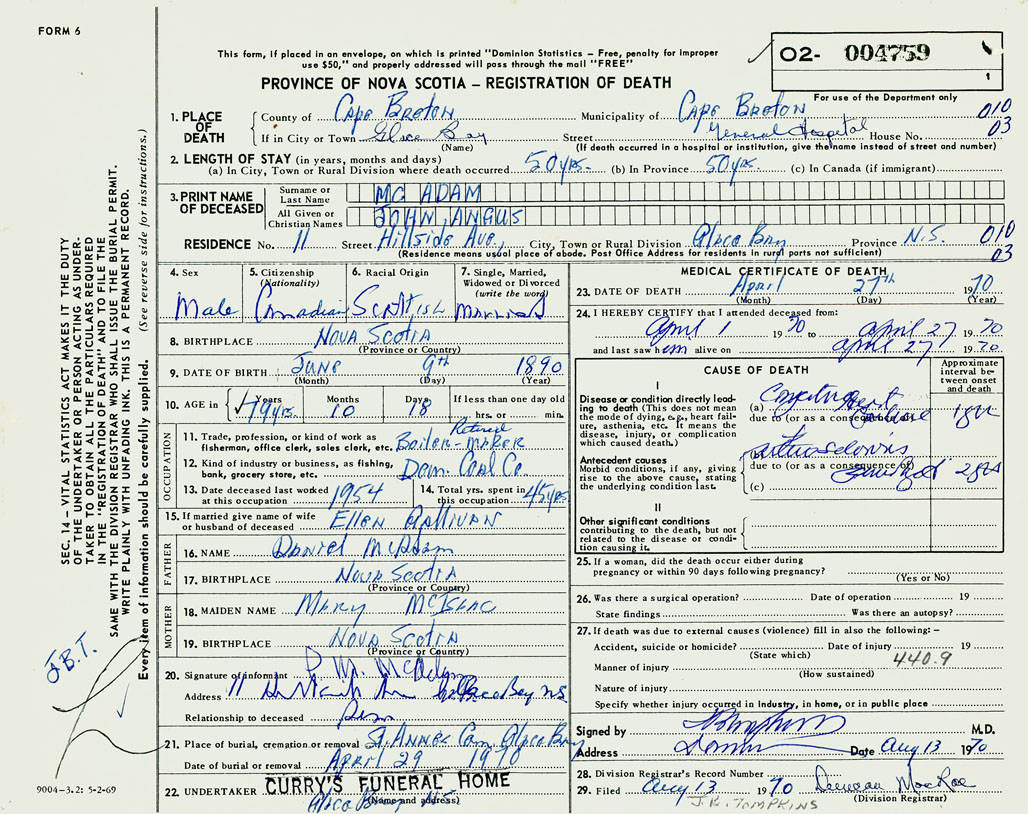 FORM 6
This form, if placed in an envelope, on which is printed "Dominion Statistics – Free, penalty for improper
use $50," and properly addressed will pass through the mail "FREE"
O2- 004759
1
PROVINCE OF NOVA SCOTIA – REGISTRATION OF DEATH
For use of the Department only
1. PLACE OF DEATH
County of Cape Breton Municipality of Cape Breton 010
If in City or Town Glace Bay Street General Hospital House No. 03
(Name) (If death occurred in a hospital or institution, give the name instead of street and number)
2. LENGTH OF STAY (in years, months and days)
(a) In City, Town or Rural Division where death occurred 50 yrs. (b) In Province 50 yrs. (c) In Canada (if immigrant)
3. PRINT NAME OF DECEASED
Surname or Last Name MC ADAM
All Given or Christian Names JOHN ANGUS
RESIDENCE No. 11 Street Hillside Ave, City, Town or Rural Division Glace Bay Province N.S. 010
(Residence means usual place of abode. Post Office Address for residents in rural parts not sufficient) 03
4. Sex 5. Citizenship (Nationality) 6. Racial Origin 7. Single, Married, Widowed or Divorced (write the word)
Male Canadian Scottish Married
8. BIRTHPLACE Nova Scotia
(Province or Country)
9. DATE OF BIRTH June 9th 1890
(Month) (Day) (Year)
10. AGE in Years Months Days If less than one day old
79 yrs. 10 18 hrs. or min.
OCCUPATION
Retired
11. Trade, profession, or kind of work as fisherman, office clerk, sales clerk, etc. Boiler-Maker
12. Kind of industry or business, as fishing, bank, grocery store, etc. Dom. Coal Co.
13. Date deceased last worked at this occupation 1954
14. Total yrs. spent in this occupation 45 yrs
15. If married give name of wife or husband of deceased Ellen Gallivan
FATHER
16. NAME Daniel McAdam
17. BIRTHPLACE Nova Scotia
(Province or Country)
MOTHER
18. MAIDEN NAME Mary McIsaac
19. BIRTHPLACE Nova Scotia
(Province or Country)
20. Signature of informant
Address 11 Glace Bay N.S.
Relationship to deceased Son
21. Place of burial, cremation or removal St. Annes Cem, Glace Bay
Date of burial or removal April 29 1970
22. UNDERTAKER CURRY'S FUNERAL HOME
Glace Bay
(Name and address)
MEDICAL CERTIFICATE OF DEATH
23. DATE OF DEATH April 27th 1970
(Month) (Day) (Year)
24. I HEREBY CERTIFY that I attended deceased from:
April 1 1970 to April 27 1970
and last saw him alive on April 27 1970
CAUSE OF DEATH
Approximate interval between onset and death
I
Disease or condition directly leading to death (This does not mean the mode of dying, e.g., heart failure, asthenia, etc. It means the disease, injury, or complication which caused death.)
(a) Congestive Heart
due to (or as a consequence of)
Antecedent causes
Morbid conditions, if any, giving rise to the above cause, stating the underlying condition last.
(b)
due to (or as a consequence of)
(c)
II
Other significant conditions contributing to the death, but not related to the disease or condition causing it.
25. If a woman, did the death occur either during pregnancy or within 90 days following pregnancy?
(Yes or No)
26. Was there a surgical operation? Date of operation 19
State findings Was there an autopsy?
27. If death was due to external causes (violence) fill in also the following: –
Accident, suicide or homicide? Date of injury 19
(State which) 440.9
Manner of injury
(How sustained)
Nature of injury
Specify whether injury occurred in Industry, in home, or in public place
Signed by M.D.
Address Date Aug 13 1970
28. Division Registrar's Record Number
29. Filed Aug 13 1970
(Division Registrar)
J.R. TOMPKINS
SEC. 14 – VITAL STATISTICS ACT MAKES IT THE DUTY
OF THE UNDERTAKER OR PERSON ACTING AS UNDER-
TAKER TO OBTAIN ALL THE PARTICULARS REQUIRED
IN THE "REGISTRATION OF DEATH" AND TO FILE THE
SAME WITH THE DIVISION REGISTRAR WHO SHALL ISSUE THE BURIAL PERMIT.
WRITE PLAINLY WITH UNFADING INK. THIS IS A PERMANENT RECORD.
Every item of information should be carefully supplied. (See reverse side for instructions.)
J.B.T.
9004-3.2: 5-2-69